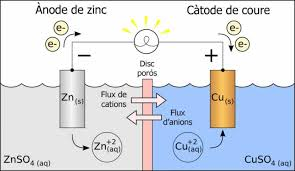 Ànode de zinc
Càtode de coure
e-
e-
e-
e-
−
+
Disc
porós
Zn(s)
Cu(s)
Flux de
cations
Flux
d'anions
Zn+2(aq)
Cu+2(aq)
ZnSO4 (aq)
CuSO4 (aq)